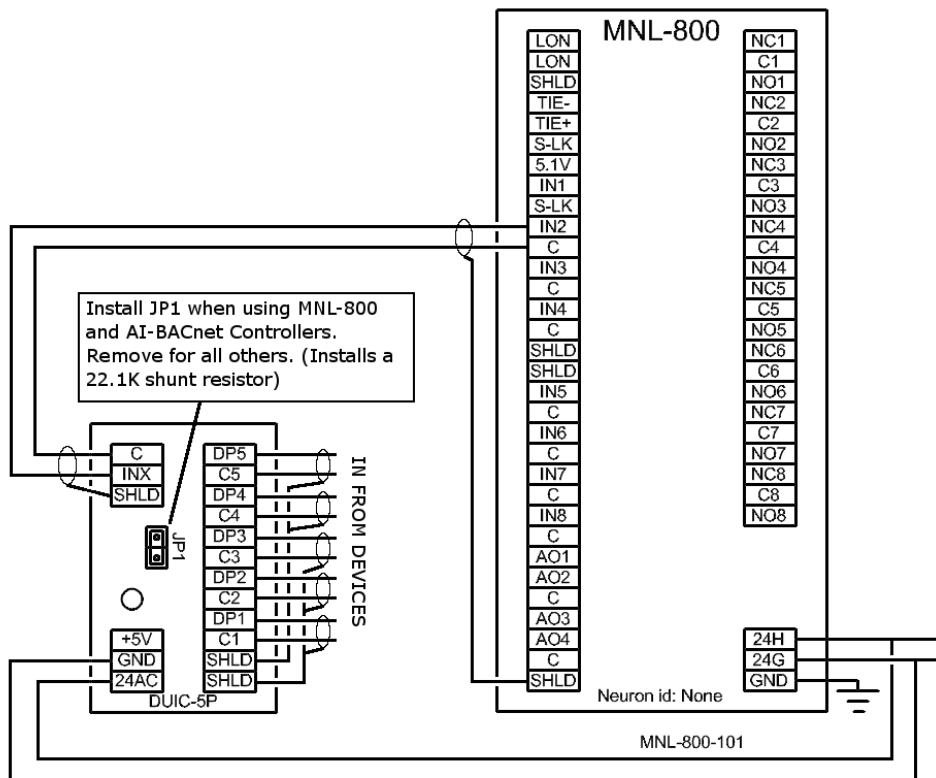 MNL-800
LON
LON
SHLD
TIE-
TIE+
S-LK
5.1V
IN1
S-LK
IN2
C
IN3
C
IN4
C
SHLD
SHLD
IN5
C
IN6
C
IN7
C
IN8
C
AO1
AO2
C
AO3
AO4
C
SHLD
NC1
C1
NO1
NC2
C2
NO2
NC3
C3
NO3
NC4
C4
NO4
NC5
C5
NO5
NC6
C6
NO6
NC7
C7
NO7
NC8
C8
NO8
24H
24G
GND
Neuron id: None
MNL-800-101
Install JP1 when using MNL-800
and AI-BACnet Controllers.
Remove for all others. (Installs a
22.1K shunt resistor)
C
INX
SHLD
JP1
+5V
GND
24AC
DP5
C5
DP4
C4
DP3
C3
DP2
C2
DP1
C1
SHLD
SHLD
DUIC-5P
IN FROM DEVICES